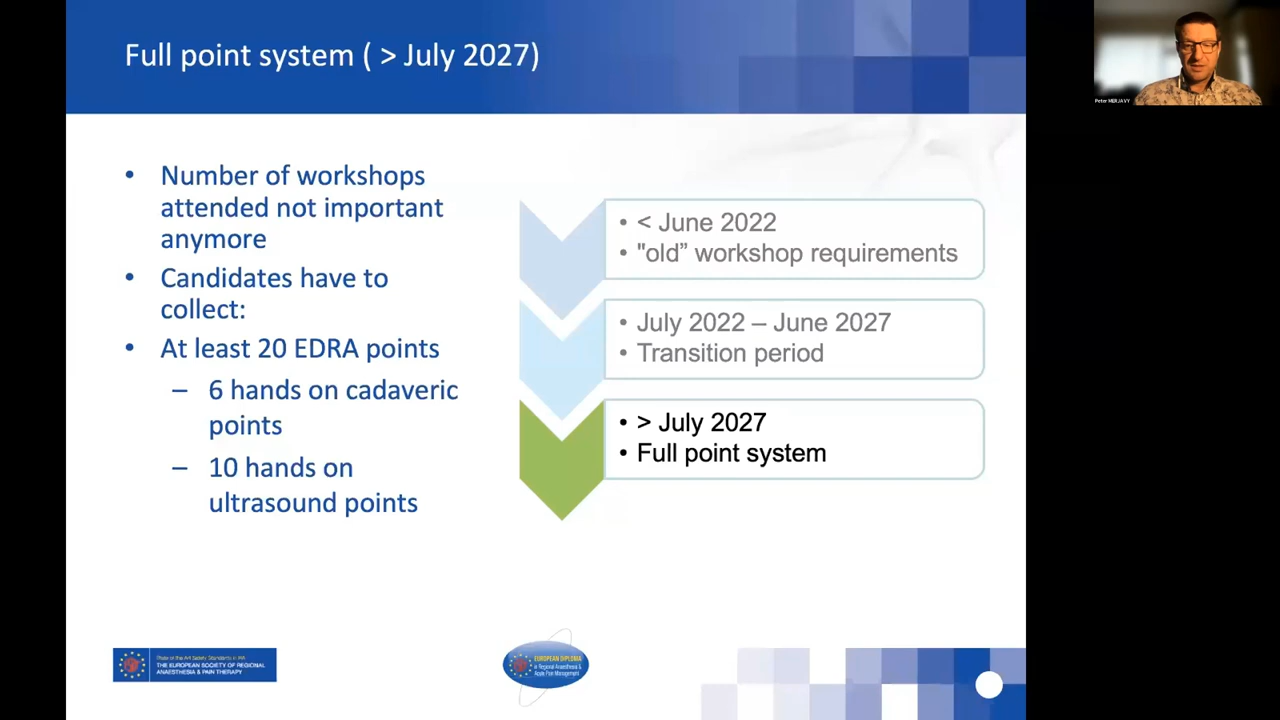 Full point system ( > July 2027)
Peter MERJAVY
• Number of workshops
attended not important
anymore
• Candidates have to
collect:
• At least 20 EDRA points
– 6 hands on cadaveric
points
– 10 hands on
ultrasound points
• < June 2022
• "old” workshop requirements
• July 2022 – June 2027
• Transition period
• > July 2027
• Full point system
THE EUROPEAN SOCIETY OF REGIONAL
ANAESTHESIA & PAIN THERAPY
EUROPEAN DIPLOMA
in Regional Anaesthesia &
Acute Pain Management